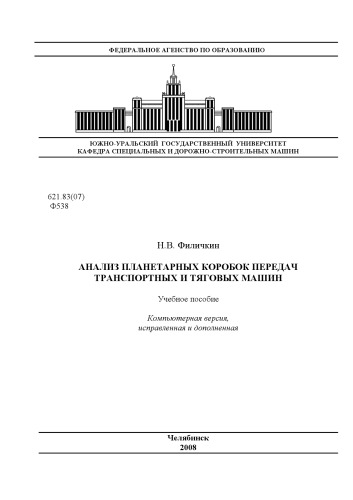 ФЕДЕРАЛЬНОЕ АГЕНСТВО ПО ОБРАЗОВАНИЮ
ЮЖНО-УРАЛЬСКИЙ ГОСУДАРСТВЕННЫЙ УНИВЕРСИТЕТ
КАФЕДРА СПЕЦИАЛЬНЫХ И ДОРОЖНО-СТРОИТЕЛЬНЫХ МАШИН
621.83(07)
Ф538
Н.В. Филичкин
АНАЛИЗ ПЛАНЕТАРНЫХ КОРОБОК ПЕРЕДАЧ
ТРАНСПОРТНЫХ И ТЯГОВЫХ МАШИН
Учебное пособие
Компьютерная версия,
исправленная и дополненная
Челябинск
2008